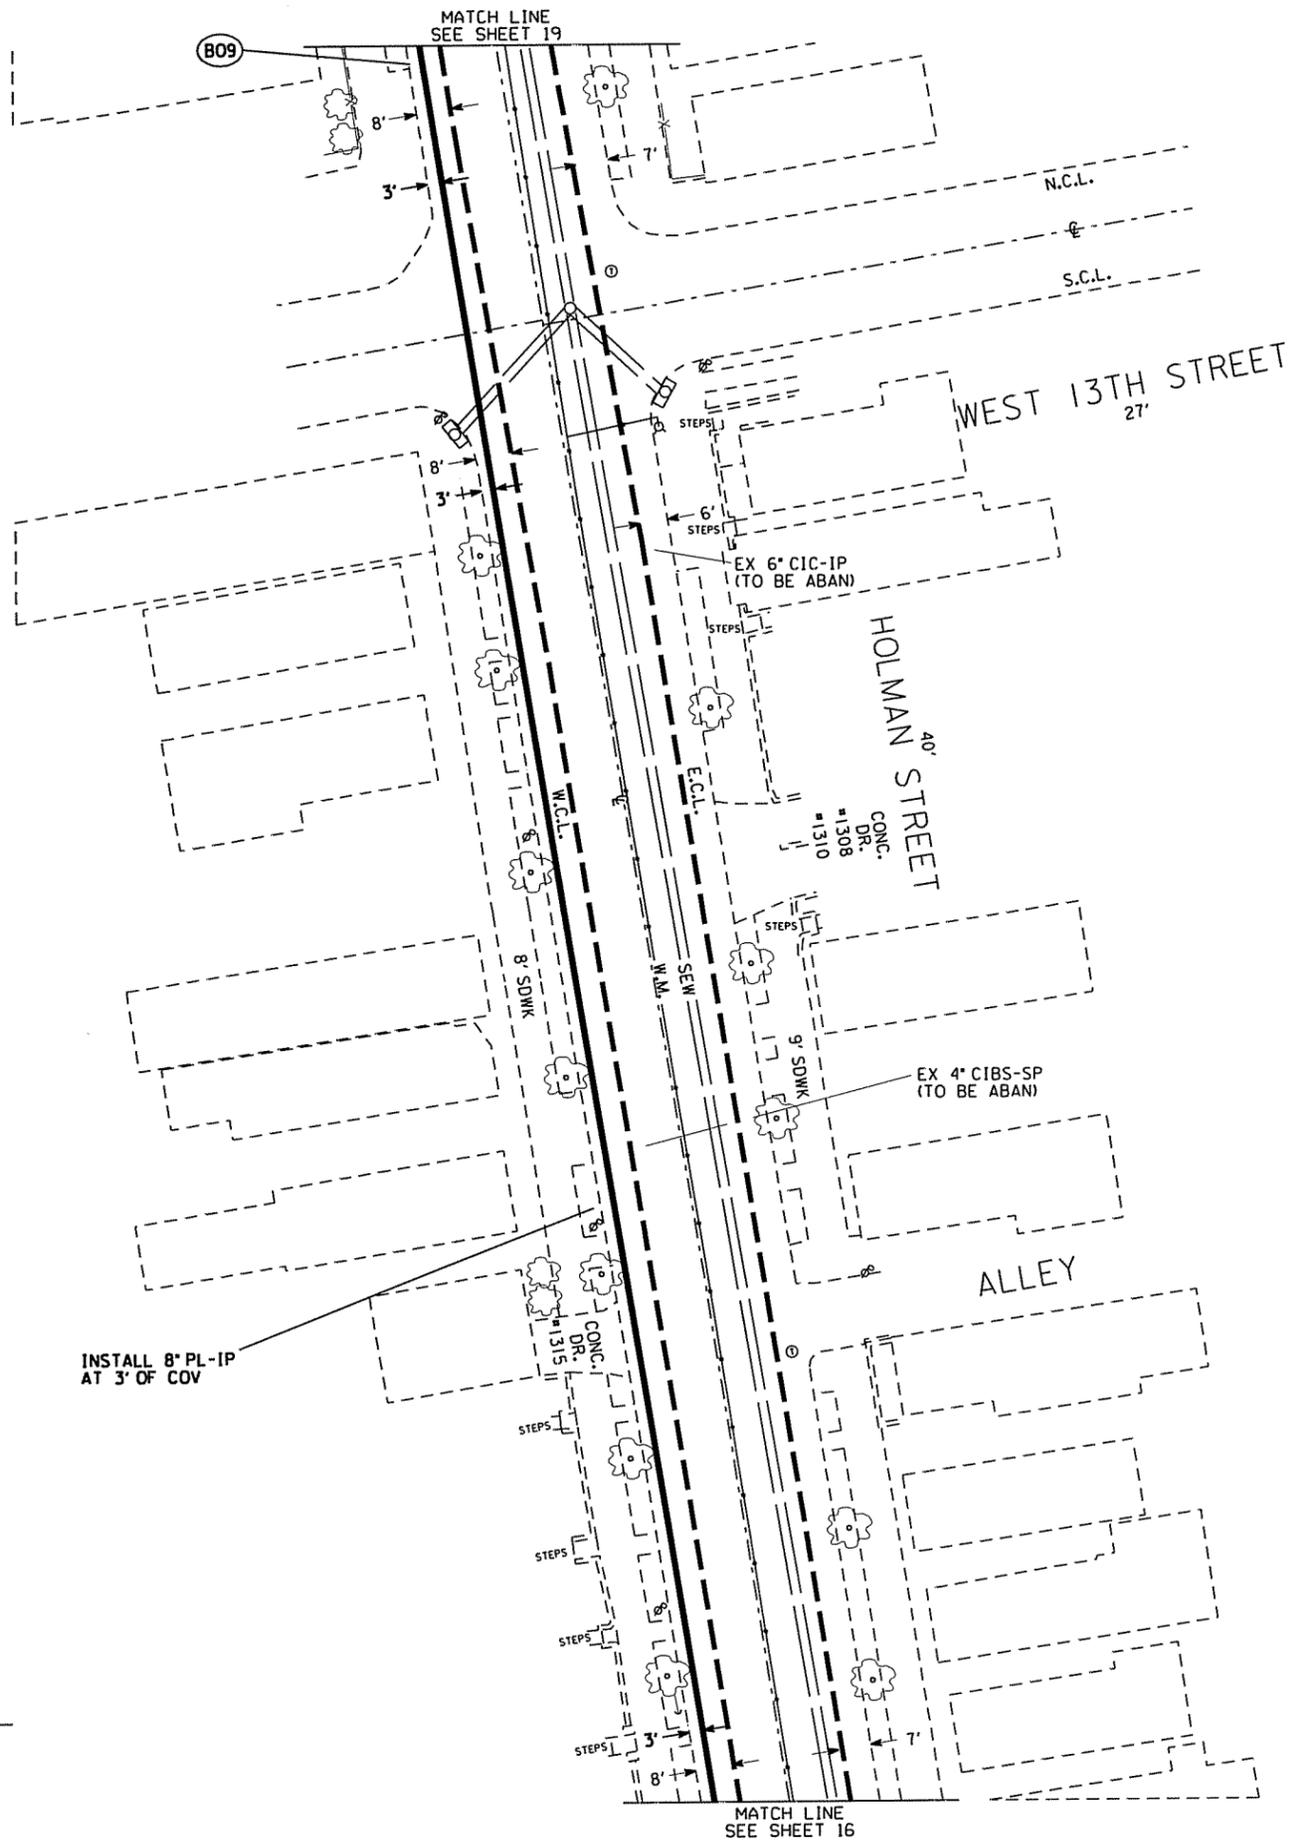 MATCH LINE
SEE SHEET 19
B09
8'
7'
3'
N.C.L.
℄
S.C.L.
WEST 13TH STREET
27'
STEPS
8'
3'
6'
STEPS
EX 6" CIC-IP
(TO BE ABAN)
STEPS
HOLMAN STREET
40'
E.C.L.
W.C.L.
℄
CONC.
DR.
#1308
#1310
STEPS
8' SDWK
W.M.
SEW
9' SDWK
EX 4" CIBS-SP
(TO BE ABAN)
ALLEY
INSTALL 8" PL-IP
AT 3' OF COV
CONC.
DR.
#1315
STEPS
STEPS
STEPS
STEPS
3'
7'
8'
MATCH LINE
SEE SHEET 16